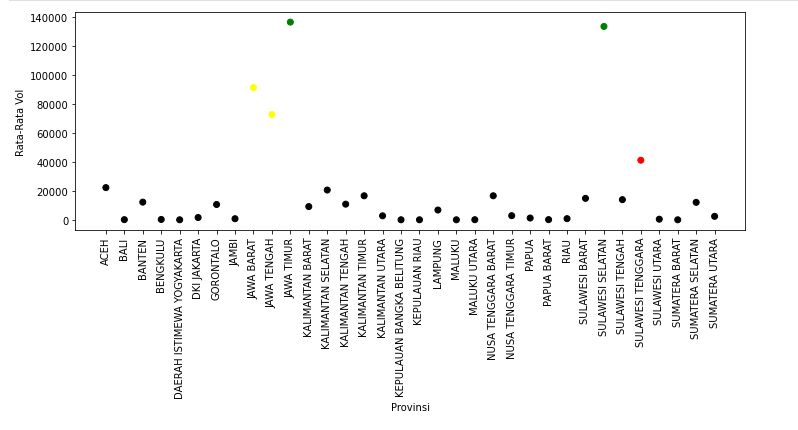 140000
120000
100000
80000
60000
40000
20000
0
Rata-Rata Vol
ACEH
BALI
BANTEN
BENGKULU
DAERAH ISTIMEWA YOGYAKARTA
DKI JAKARTA
GORONTALO
JAMBI
JAWA BARAT
JAWA TENGAH
JAWA TIMUR
KALIMANTAN BARAT
KALIMANTAN SELATAN
KALIMANTAN TENGAH
KALIMANTAN TIMUR
KALIMANTAN UTARA
KEPULAUAN BANGKA BELITUNG
KEPULAUAN RIAU
LAMPUNG
MALUKU
MALUKU UTARA
NUSA TENGGARA BARAT
NUSA TENGGARA TIMUR
PAPUA
PAPUA BARAT
RIAU
SULAWESI BARAT
SULAWESI SELATAN
SULAWESI TENGAH
SULAWESI TENGGARA
SULAWESI UTARA
SUMATERA BARAT
SUMATERA SELATAN
SUMATERA UTARA
Provinsi